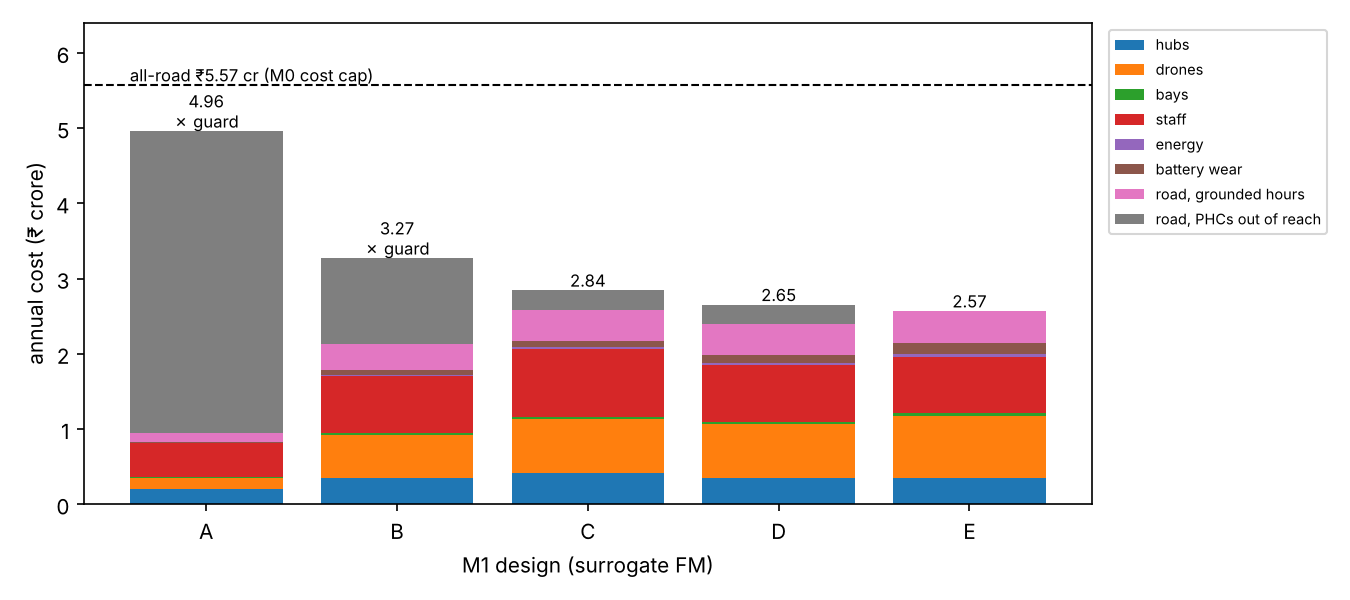 all-road ₹5.57 cr (M0 cost cap)
4.96
× guard
3.27
× guard
2.84
2.65
2.57
6
5
4
3
2
1
0
annual cost (₹ crore)
A
B
C
D
E
M1 design (surrogate FM)
hubs
drones
bays
staff
energy
battery wear
road, grounded hours
road, PHCs out of reach